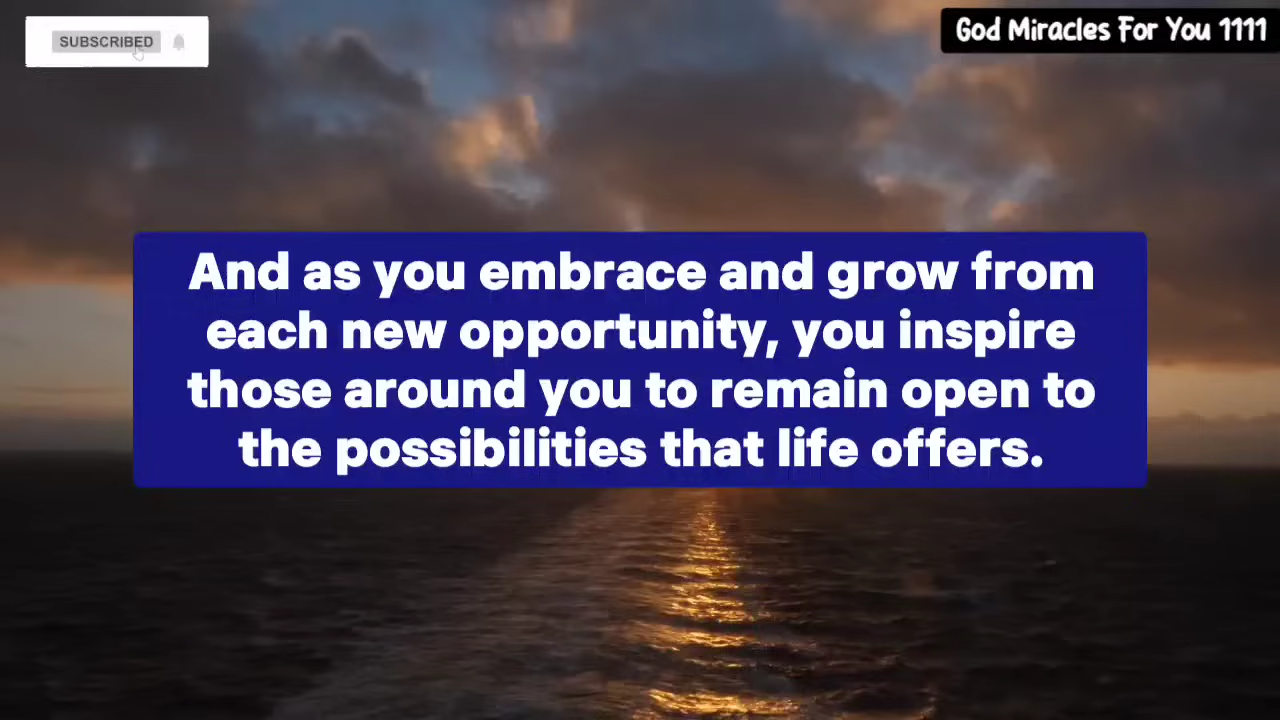 SUBSCRIBED
God Miracles For You 1111
And as you embrace and grow from
each new opportunity, you inspire
those around you to remain open to
the possibilities that life offers.